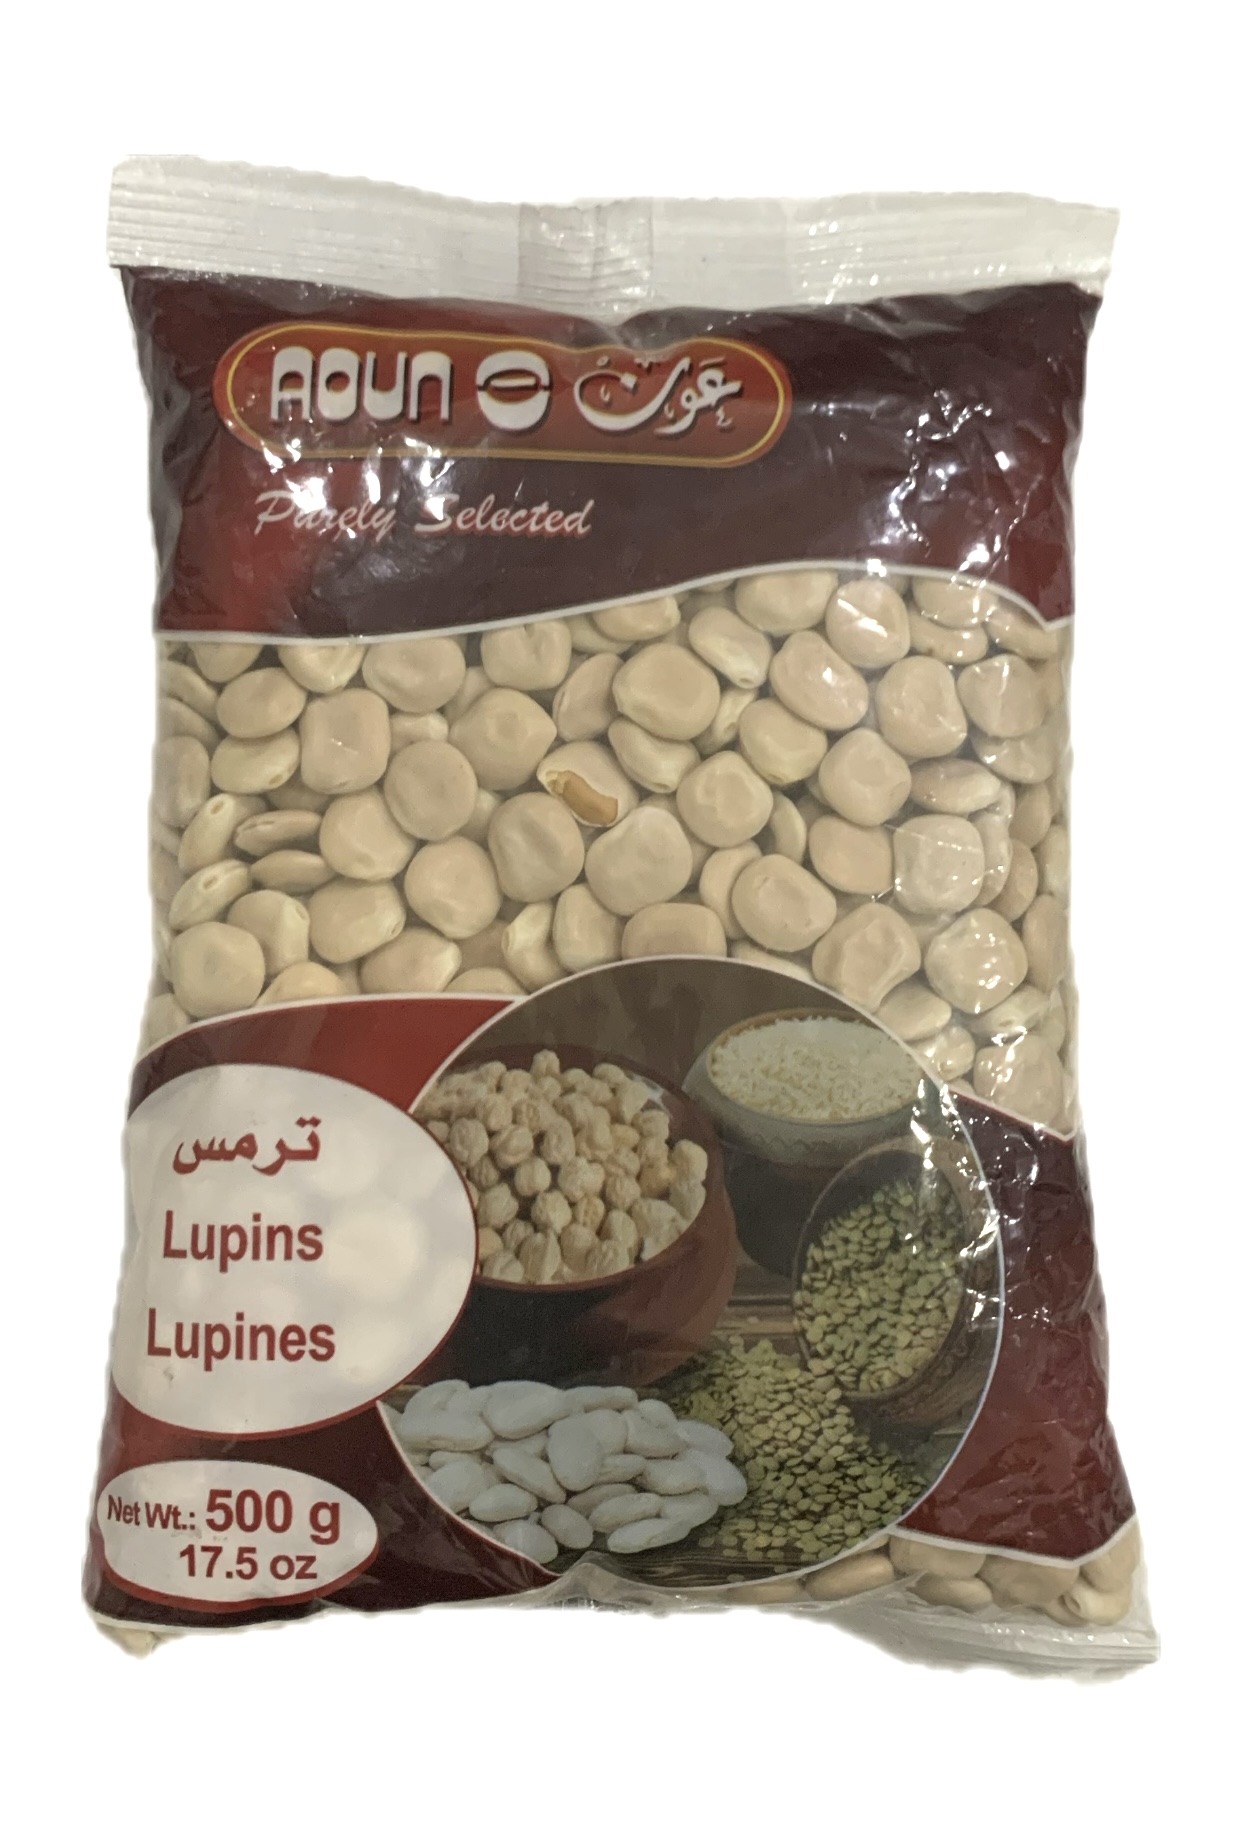 AOUN عون
Purely Selected
ترمس
Lupins
Lupines
Net Wt.: 500 g
17.5 oz